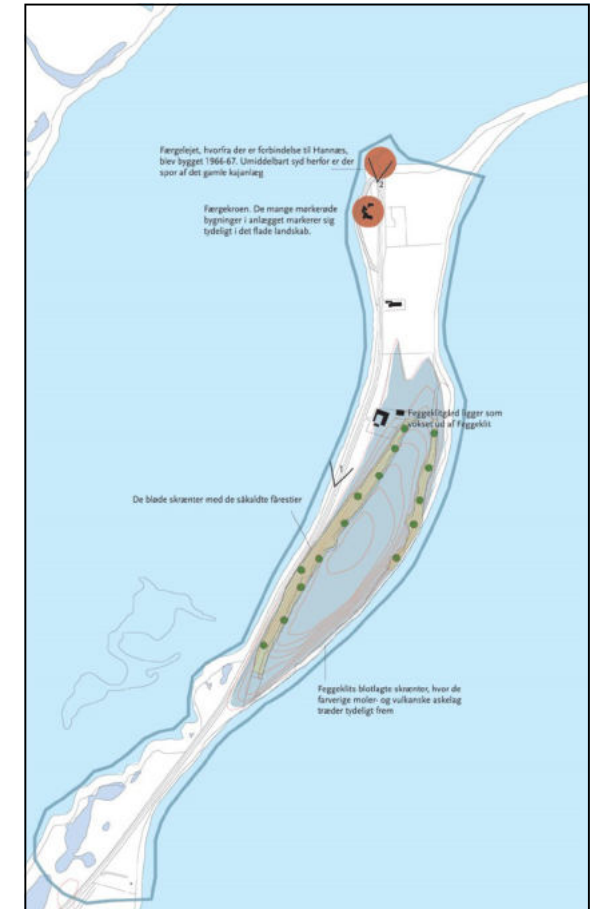 Færgelejet, hvorfra der er forbindelse til Hannæs,
blev bygget 1966-67. Umiddelbart syd herfor er der
spor af det gamle kajanlæg
2
Færgekroen. De mange mørkerøde
bygninger i anlægget markerer sig
tydeligt i det flade landskab.
Feggeklitgård ligger som
vokset ud af Feggeklit
1
De bløde skrænter med de såkaldte fårestier
Feggeklits blotlagte skrænter, hvor de
farverige moler- og vulkanske askelag
træder tydeligt frem